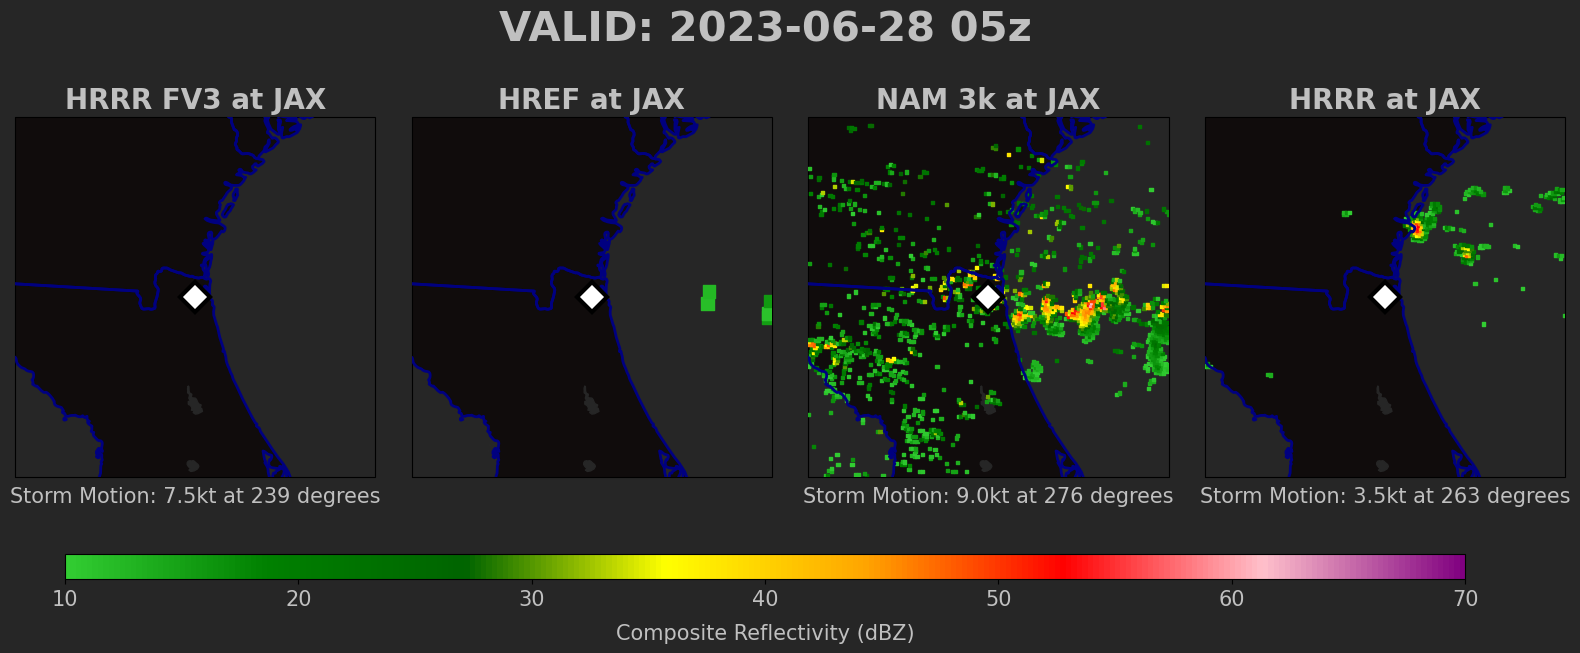 VALID: 2023-06-28 05z
HRRR FV3 at JAX
HREF at JAX
NAM 3k at JAX
HRRR at JAX
Storm Motion: 7.5kt at 239 degrees
Storm Motion: 9.0kt at 276 degrees
Storm Motion: 3.5kt at 263 degrees
10 20 30 40 50 60 70
Composite Reflectivity (dBZ)